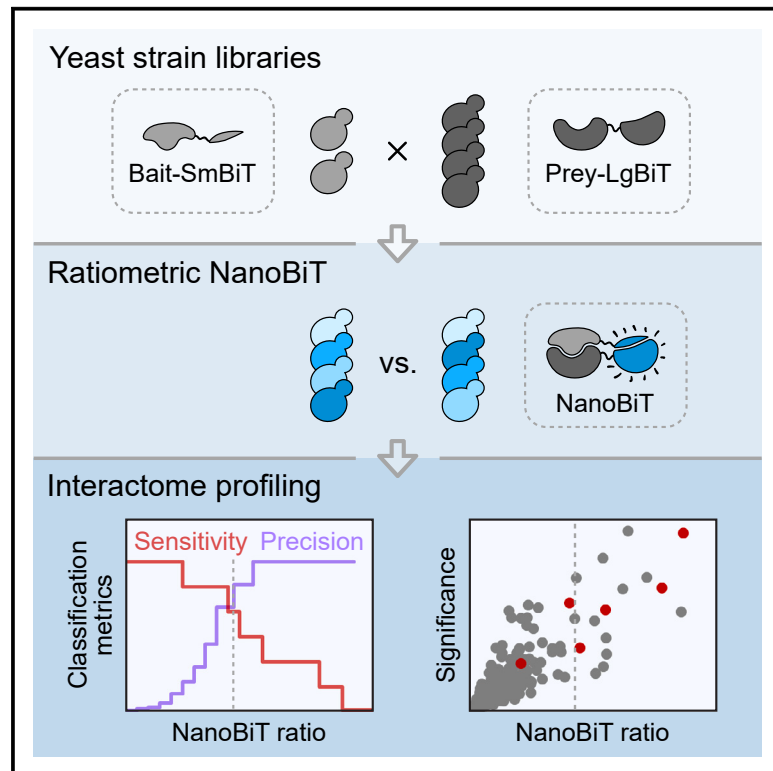 Yeast strain libraries
Bait-SmBiT
×
Prey-LgBiT
Ratiometric NanoBiT
vs.
NanoBiT
Interactome profiling
Sensitivity Precision
Classification
metrics
NanoBiT ratio
Significance
NanoBiT ratio